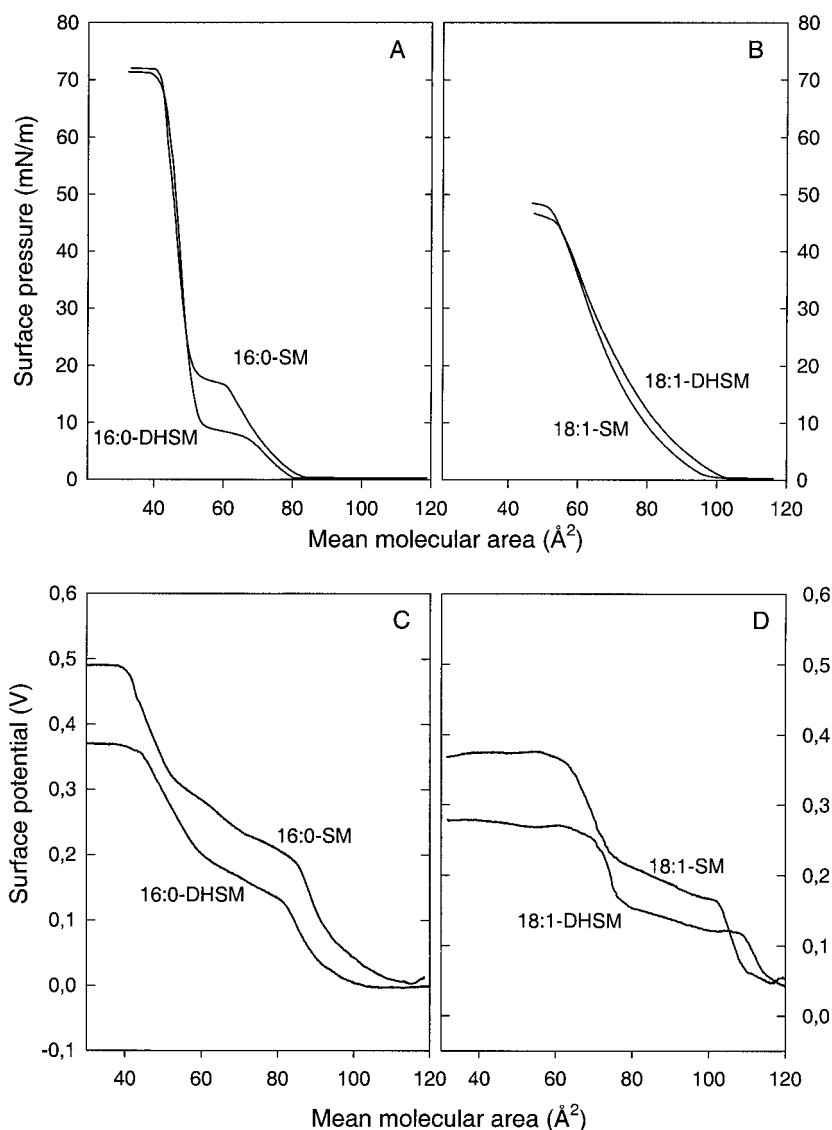 A
B
80
70
60
50
40
30
20
10
0
80
70
60
50
40
30
20
10
0
Surface pressure (mN/m)
16:0-SM
16:0-DHSM
18:1-DHSM
18:1-SM
40 60 80 100 120
40 60 80 100 120
Mean molecular area (Å²)
C
D
0,6
0,5
0,4
0,3
0,2
0,1
0,0
-0,1
0,6
0,5
0,4
0,3
0,2
0,1
0,0
Surface potential (V)
16:0-SM
16:0-DHSM
18:1-SM
18:1-DHSM
40 60 80 100 120
40 60 80 100 120
Mean molecular area (Å²)